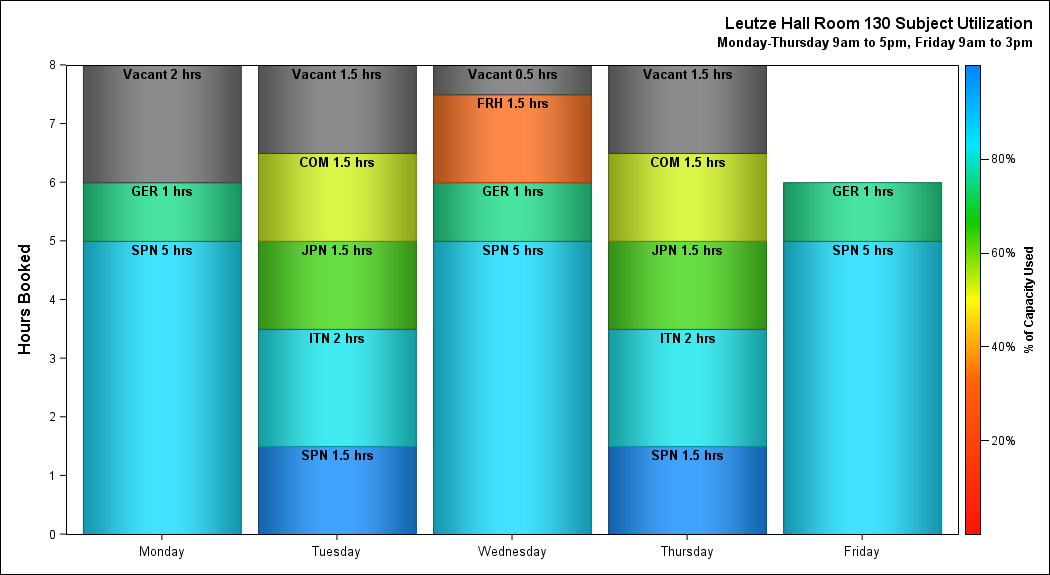 Leutze Hall Room 130 Subject Utilization
Monday-Thursday 9am to 5pm, Friday 9am to 3pm
Hours Booked
8
7
6
5
4
3
2
1
0
Vacant 2 hrs
GER 1 hrs
SPN 5 hrs
Vacant 1.5 hrs
COM 1.5 hrs
JPN 1.5 hrs
ITN 2 hrs
SPN 1.5 hrs
Vacant 0.5 hrs
FRH 1.5 hrs
GER 1 hrs
SPN 5 hrs
Vacant 1.5 hrs
COM 1.5 hrs
JPN 1.5 hrs
ITN 2 hrs
SPN 1.5 hrs
GER 1 hrs
SPN 5 hrs
Monday
Tuesday
Wednesday
Thursday
Friday
80%
60%
40%
20%
% of Capacity Used